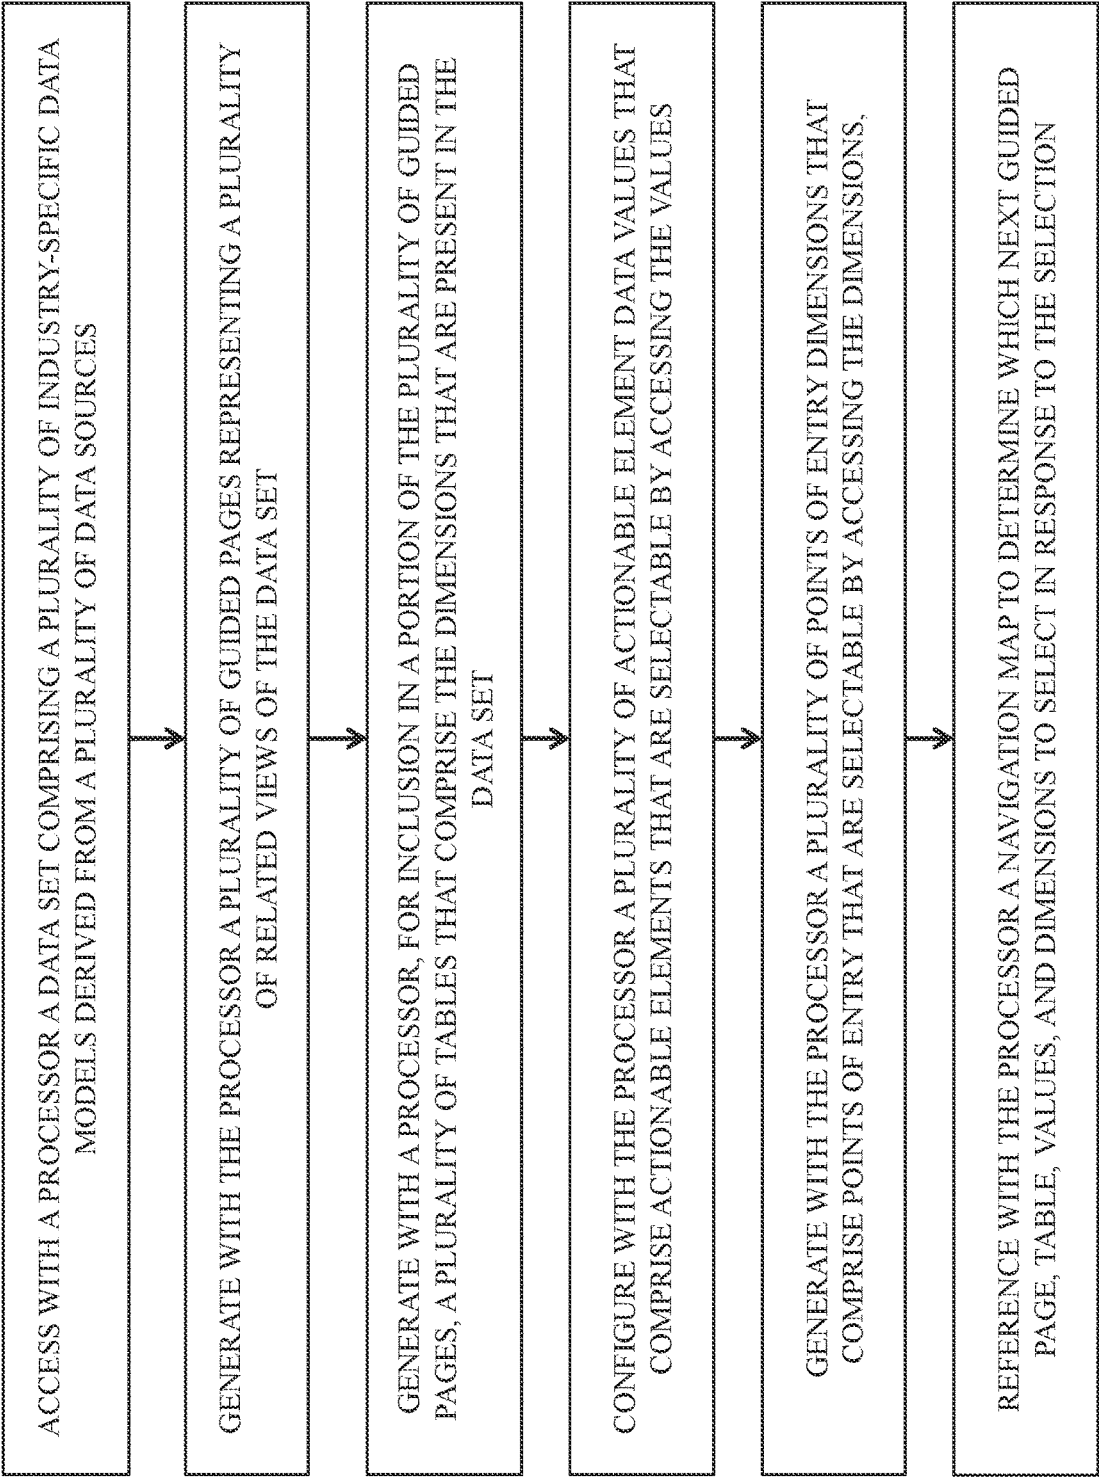 ACCESS WITH A PROCESSOR A DATA SET COMPRISING A PLURALITY OF INDUSTRY-SPECIFIC DATA
MODELS DERIVED FROM A PLURALITY OF DATA SOURCES
GENERATE WITH THE PROCESSOR A PLURALITY OF GUIDED PAGES REPRESENTING A PLURALITY
OF RELATED VIEWS OF THE DATA SET
GENERATE WITH A PROCESSOR, FOR INCLUSION IN A PORTION OF THE PLURALITY OF GUIDED
PAGES, A PLURALITY OF TABLES THAT COMPRISE THE DIMENSIONS THAT ARE PRESENT IN THE
DATA SET
CONFIGURE WITH THE PROCESSOR A PLURALITY OF ACTIONABLE ELEMENT DATA VALUES THAT
COMPRISE ACTIONABLE ELEMENTS THAT ARE SELECTABLE BY ACCESSING THE VALUES
GENERATE WITH THE PROCESSOR A PLURALITY OF POINTS OF ENTRY DIMENSIONS THAT
COMPRISE POINTS OF ENTRY THAT ARE SELECTABLE BY ACCESSING THE DIMENSIONS,
REFERENCE WITH THE PROCESSOR A NAVIGATION MAP TO DETERMINE WHICH NEXT GUIDED
PAGE, TABLE, VALUES, AND DIMENSIONS TO SELECT IN RESPONSE TO THE SELECTION